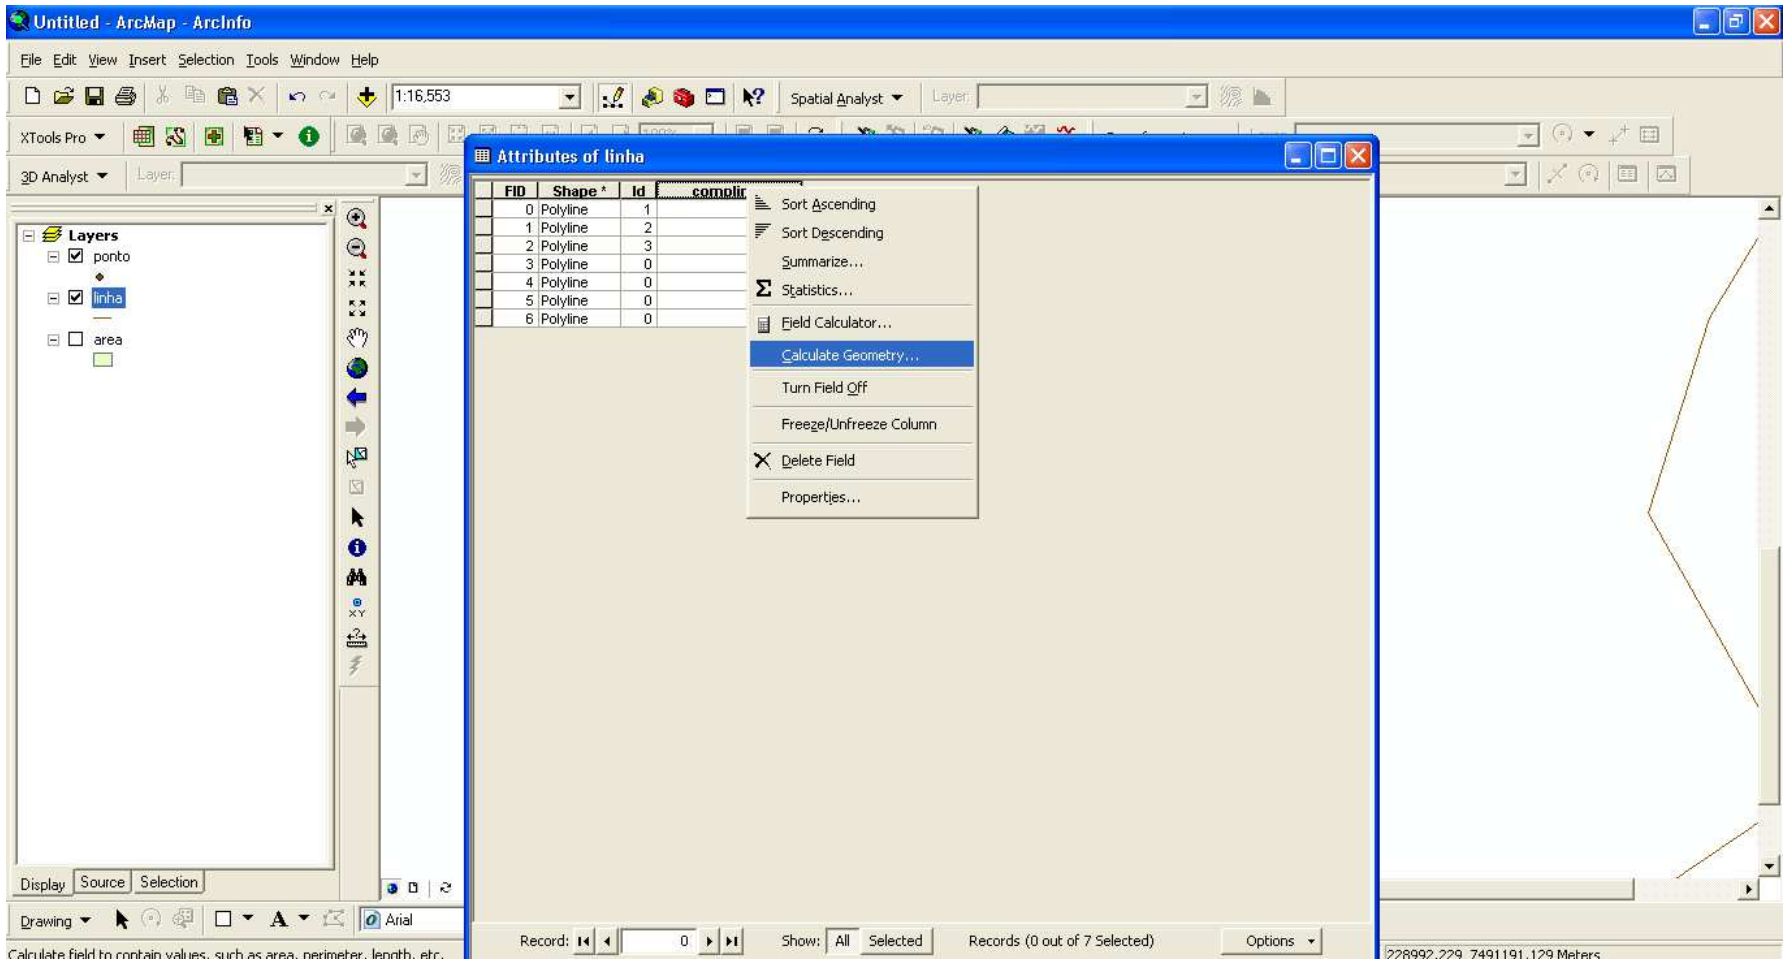 Untitled - ArcMap - ArcInfo
File Edit View Insert Selection Tools Window Help
1:16,553 Spatial Analyst Layer:
XTools Pro
3D Analyst Layer:
Attributes of linha
FID Shape * Id
0 Polyline 1
1 Polyline 2
2 Polyline 3
3 Polyline 0
4 Polyline 0
5 Polyline 0
6 Polyline 0
Sort Ascending
Sort Descending
Summarize...
Statistics...
Field Calculator...
Calculate Geometry...
Turn Field Off
Freeze/Unfreeze Column
Delete Field
Properties...
Layers
ponto
linha
area
XY
Display Source Selection
Drawing A Arial
Record: 0 Show: All Selected Records (0 out of 7 Selected) Options
Calculate field to contain values, such as area, perimeter, length, etc. 228992,229 7491191,129 Meters